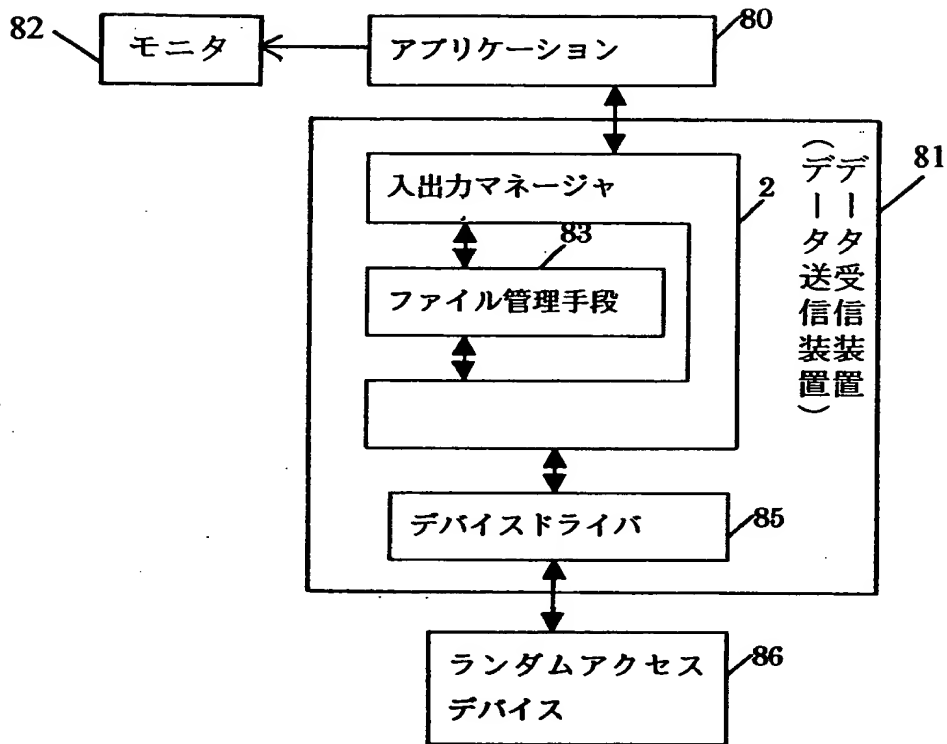 82
モニタ
アプリケーション
80
データ受信装置
(データ送信装置)
81
入出力マネージャ
2
83
ファイル管理手段
デバイスドライバ
85
ランダムアクセス
デバイス
86